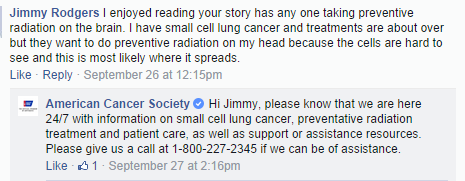 Jimmy Rodgers I enjoyed reading your story has any one taking preventive
radiation on the brain. I have small cell lung cancer and treatments are about over
but they want to do preventive radiation on my head because the cells are hard to
see and this is most likely where it spreads.
Like · Reply · September 26 at 12:15pm
American Cancer Society Hi Jimmy, please know that we are here
24/7 with information on small cell lung cancer, preventative radiation
treatment and patient care, as well as support or assistance resources.
Please give us a call at 1-800-227-2345 if we can be of assistance.
Like · 1 · September 27 at 2:16pm